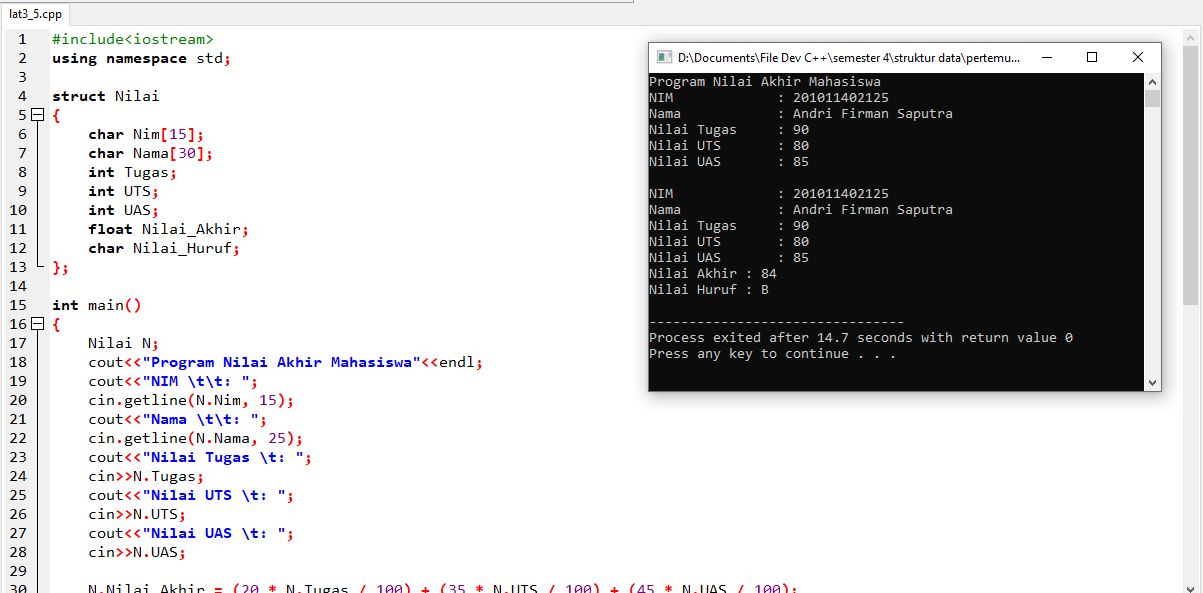 lat3_5.cpp
1 #include<iostream>
2 using namespace std;
3
4 struct Nilai
5 {
6 char Nim[15];
7 char Nama[30];
8 int Tugas;
9 int UTS;
10 int UAS;
11 float Nilai_Akhir;
12 char Nilai_Huruf;
13 };
14
15 int main()
16 {
17 Nilai N;
18 cout<<"Program Nilai Akhir Mahasiswa"<<endl;
19 cout<<"NIM \t\t: ";
20 cin.getline(N.Nim, 15);
21 cout<<"Nama \t\t: ";
22 cin.getline(N.Nama, 25);
23 cout<<"Nilai Tugas \t: ";
24 cin>>N.Tugas;
25 cout<<"Nilai UTS \t: ";
26 cin>>N.UTS;
27 cout<<"Nilai UAS \t: ";
28 cin>>N.UAS;
29
30 N.Nilai_Akhir = (20 * N.Tugas / 100) + (35 * N.UTS / 100) + (45 * N.UAS / 100);
D:\Documents\File Dev C++\semester 4\struktur data\pertemu...
Program Nilai Akhir Mahasiswa
NIM : 201011402125
Nama : Andri Firman Saputra
Nilai Tugas : 90
Nilai UTS : 80
Nilai UAS : 85
NIM : 201011402125
Nama : Andri Firman Saputra
Nilai Tugas : 90
Nilai UTS : 80
Nilai UAS : 85
Nilai Akhir : 84
Nilai Huruf : B
--------------------------------
Process exited after 14.7 seconds with return value 0
Press any key to continue . . .